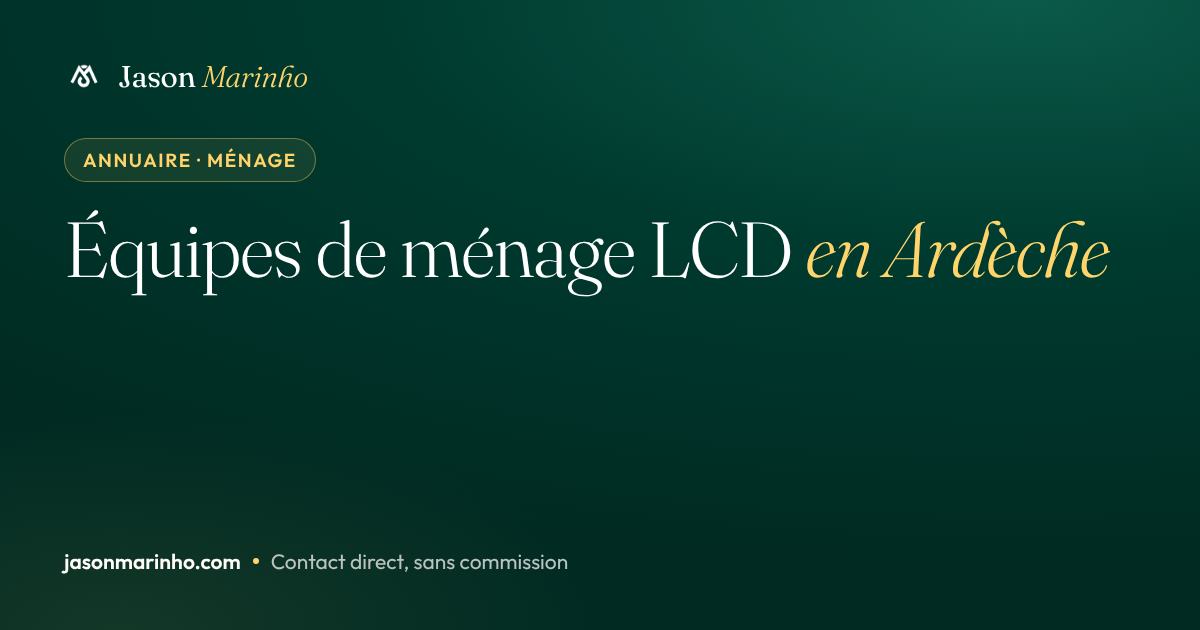 Jason Marinho
ANNUAIRE · MÉNAGE
Équipes de ménage LCD en Ardèche
jasonmarinho.com • Contact direct, sans commission